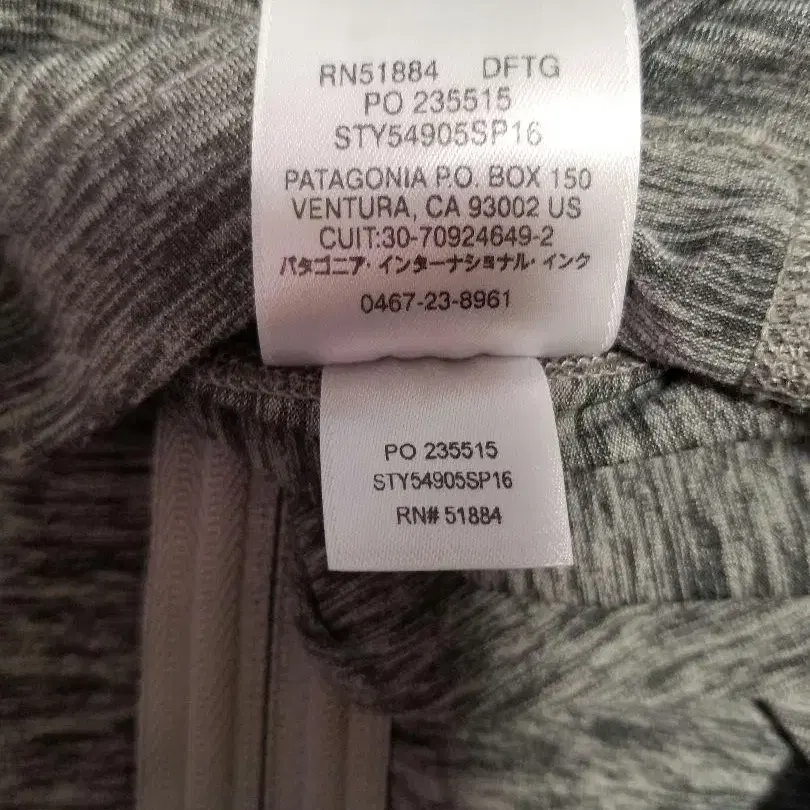 RN51884 DFTG
PO 235515
STY54905SP16
PATAGONIA P.O. BOX 150
VENTURA, CA 93002 US
CUIT:30-70924649-2
パタゴニア・インターナショナル・インク
0467-23-8961
PO 235515
STY54905SP16
RN# 51884